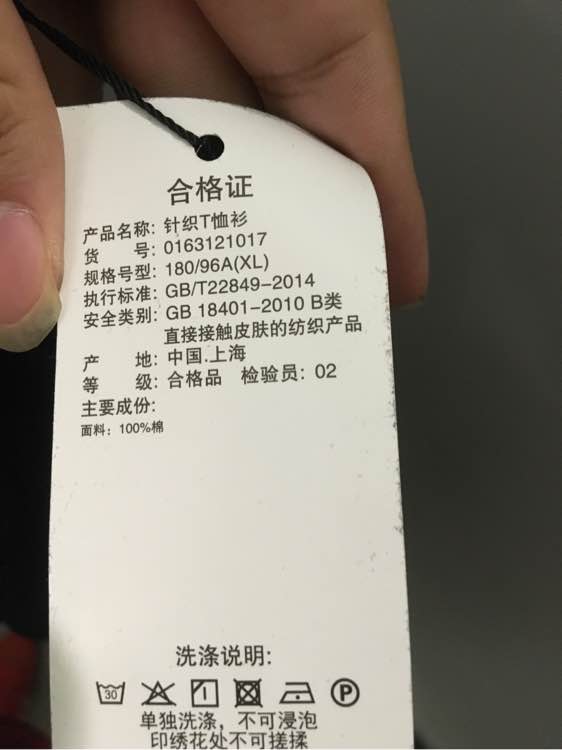 合格证
产品名称: 针织T恤衫
货 号: 0163121017
规格号型: 180/96A(XL)
执行标准: GB/T22849-2014
安全类别: GB 18401-2010 B类
直接接触皮肤的纺织产品
产 地: 中国.上海
等 级: 合格品 检验员: 02
主要成份:
面料: 100%棉
洗涤说明:
30 P
单独洗涤, 不可浸泡
印绣花处不可搓揉